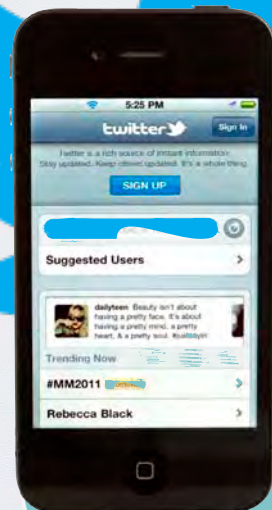 5:25 PM
twitter
Sign In
Twitter is a rich source of instant information.
Stay updated. Keep others updated. It's a whole thing.
SIGN UP
Suggested Users
dailyteen Beauty isn't about
having a pretty face. It's about
having a pretty mind, a pretty
heart, & a pretty soul.
Trending Now
#MM2011
Rebecca Black